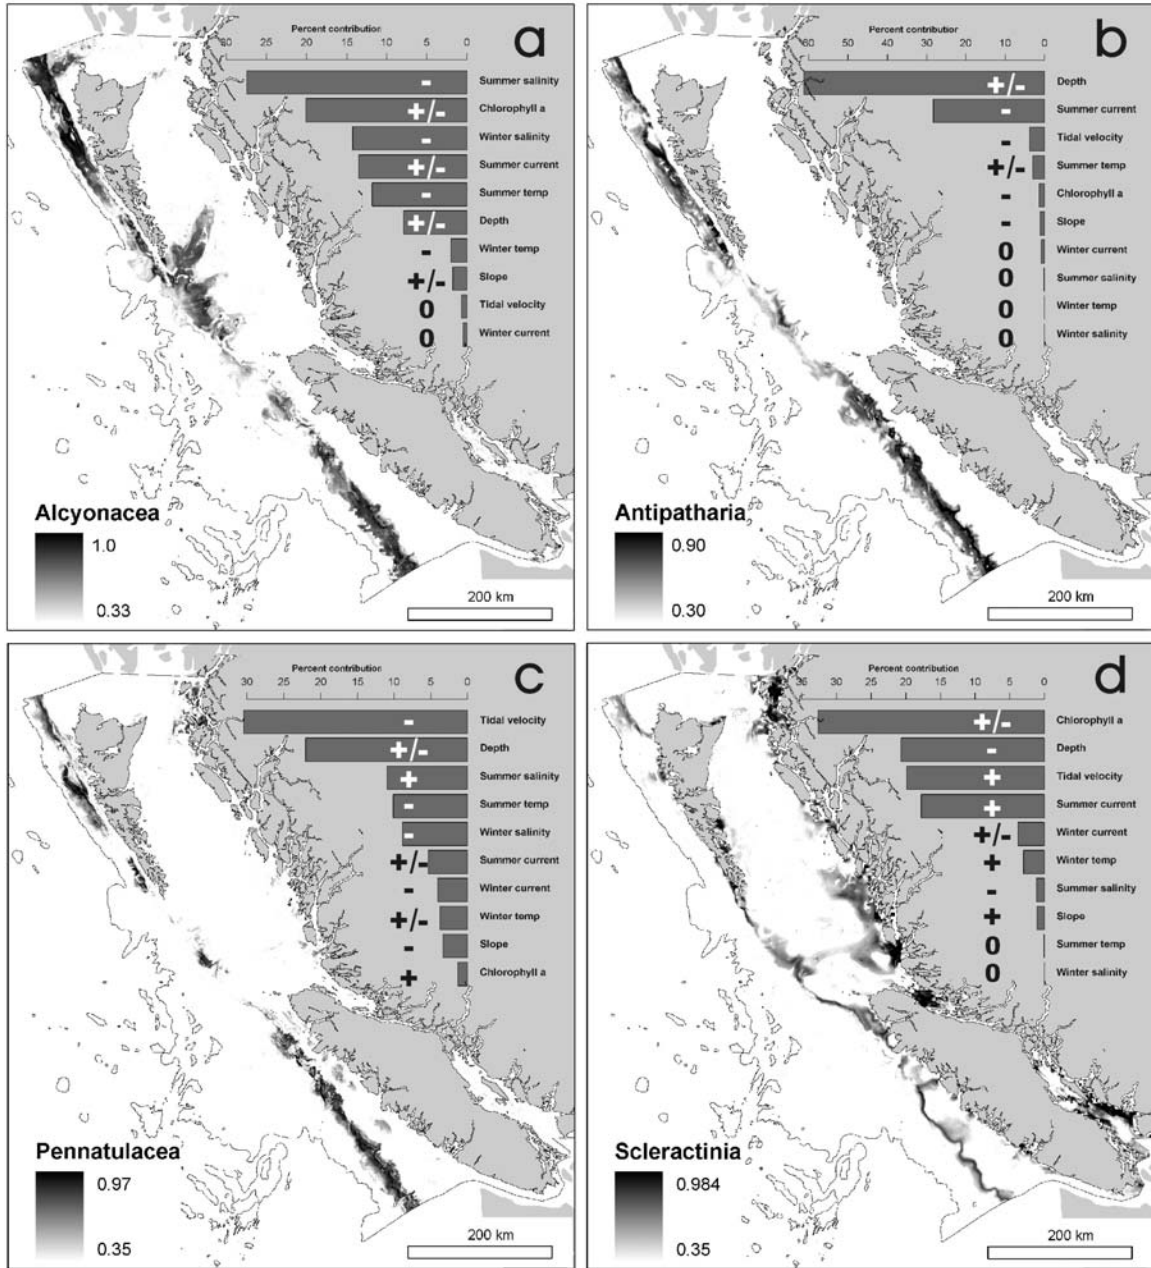 a
Percent contribution
30 25 20 15 10 5 0
- Summer salinity
+/- Chlorophyll a
- Winter salinity
+/- Summer current
- Summer temp
+/- Depth
- Winter temp
+/- Slope
0 Tidal velocity
0 Winter current
Alcyonacea
1.0
0.33
200 km
b
Percent contribution
60 50 40 30 20 10 0
+/- Depth
- Summer current
- Tidal velocity
+/- Summer temp
- Chlorophyll a
- Slope
0 Winter current
0 Summer salinity
0 Winter temp
0 Winter salinity
Antipatharia
0.90
0.30
200 km
c
Percent contribution
30 25 20 15 10 5 0
- Tidal velocity
+/- Depth
+ Summer salinity
- Summer temp
- Winter salinity
+/- Summer current
- Winter current
+/- Winter temp
- Slope
+ Chlorophyll a
Pennatulacea
0.97
0.35
200 km
d
Percent contribution
35 30 25 20 15 10 5 0
+/- Chlorophyll a
- Depth
+ Tidal velocity
+ Summer current
+/- Winter current
+ Winter temp
- Summer salinity
+ Slope
0 Summer temp
0 Winter salinity
Scleractinia
0.984
0.35
200 km